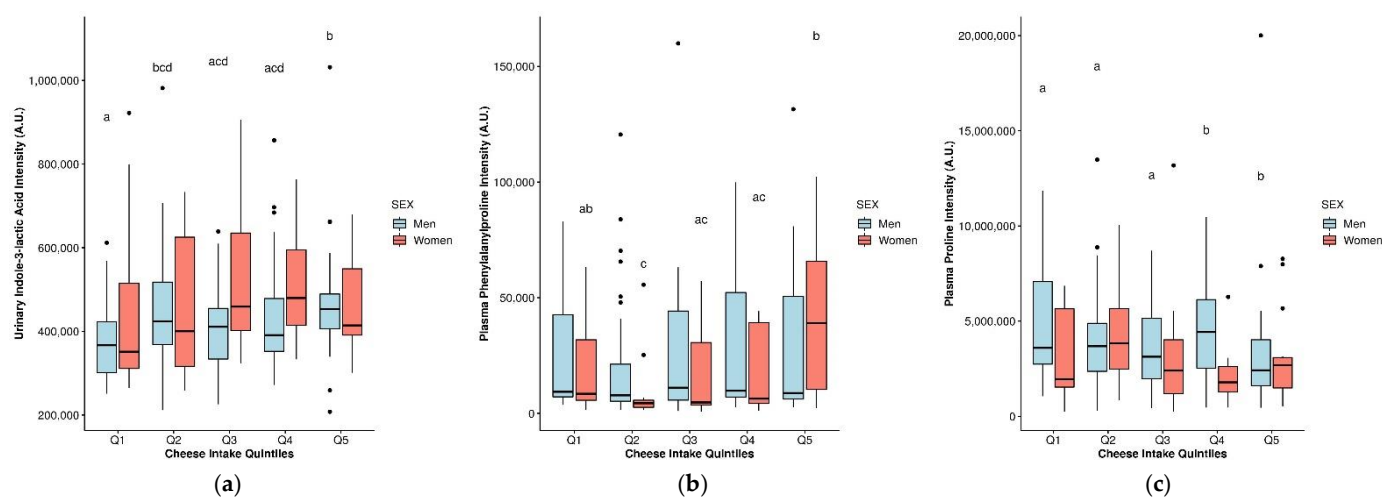 Urinary Indole-3-lactic Acid Intensity (A.U.)
1,000,000
800,000
600,000
400,000
200,000
a
bcd
acd
acd
b
SEX
Men
Women
Q1 Q2 Q3 Q4 Q5
Cheese Intake Quintiles
(a)
Plasma Phenylalanylproline Intensity (A.U.)
150,000
100,000
50,000
0
ab
c
ac
ac
b
SEX
Men
Women
Q1 Q2 Q3 Q4 Q5
Cheese Intake Quintiles
(b)
Plasma Proline Intensity (A.U.)
20,000,000
15,000,000
10,000,000
5,000,000
0
a
a
a
b
b
SEX
Men
Women
Q1 Q2 Q3 Q4 Q5
Cheese Intake Quintiles
(c)